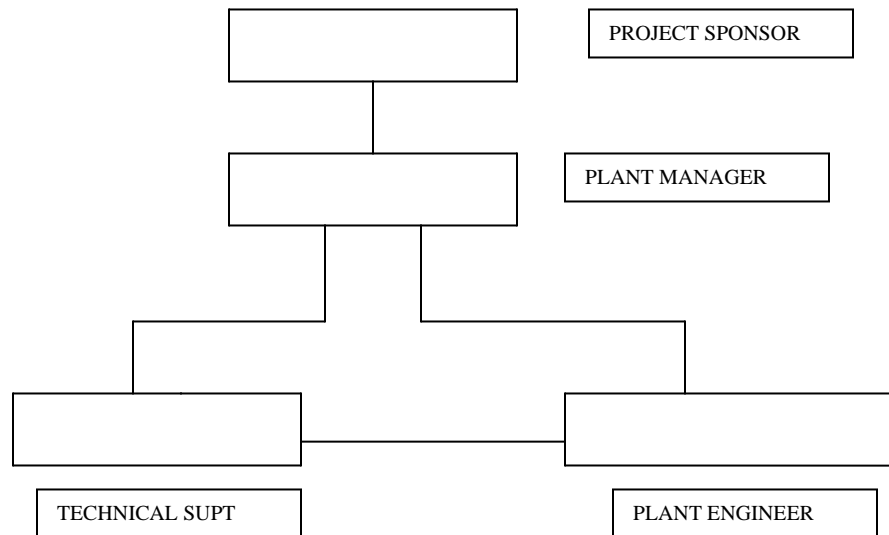 PROJECT SPONSOR
PLANT MANAGER
TECHNICAL SUPT
PLANT ENGINEER